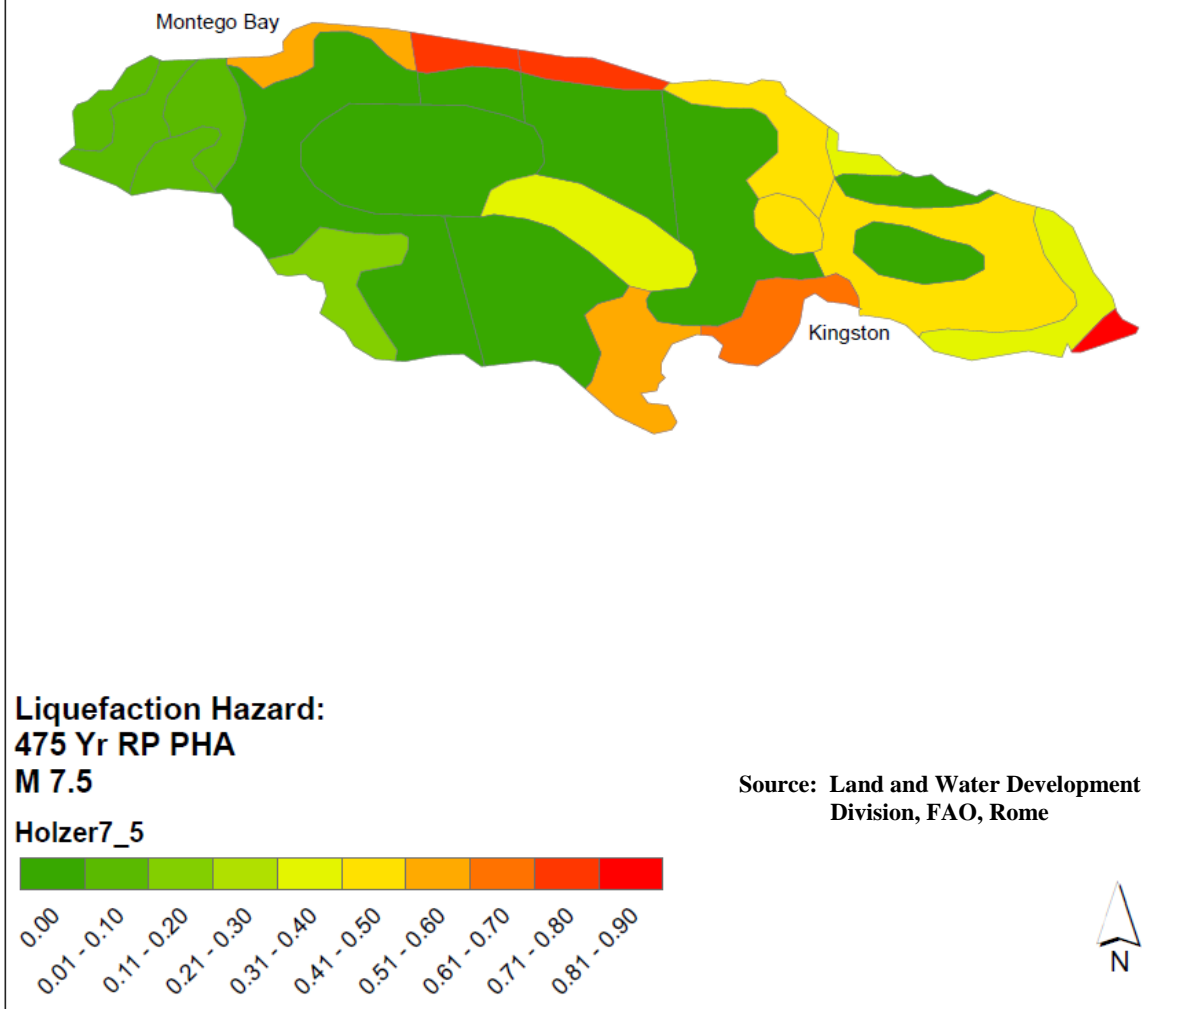 Montego Bay
Kingston
Liquefaction Hazard:
475 Yr RP PHA
M 7.5
Source: Land and Water Development
Division, FAO, Rome
Holzer7_5
0.00
0.01 - 0.10
0.11 - 0.20
0.21 - 0.30
0.31 - 0.40
0.41 - 0.50
0.51 - 0.60
0.61 - 0.70
0.71 - 0.80
0.81 - 0.90
N